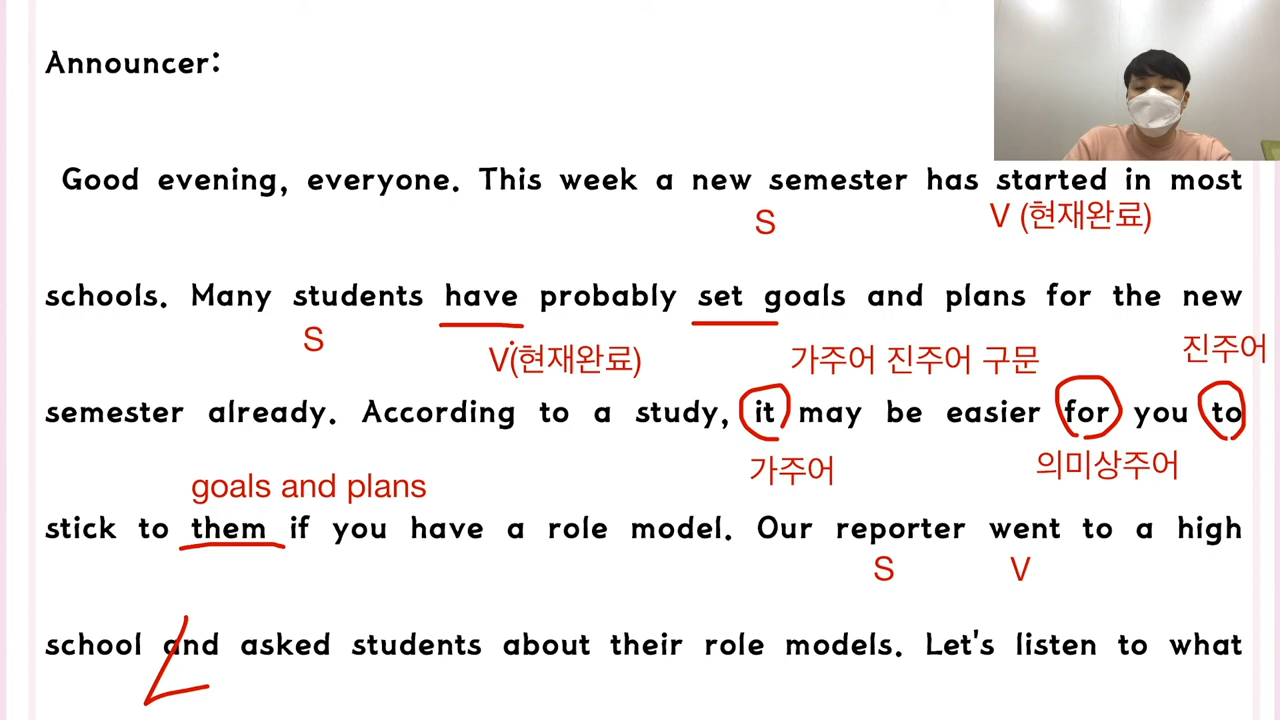 Announcer:
Good evening, everyone. This week a new semester has started in most
S V (현재완료)
schools. Many students have probably set goals and plans for the new
S V(현재완료) 가주어 진주어 구문 진주어
semester already. According to a study, it may be easier for you to
가주어 의미상주어
goals and plans
stick to them if you have a role model. Our reporter went to a high
S V
school and asked students about their role models. Let's listen to what